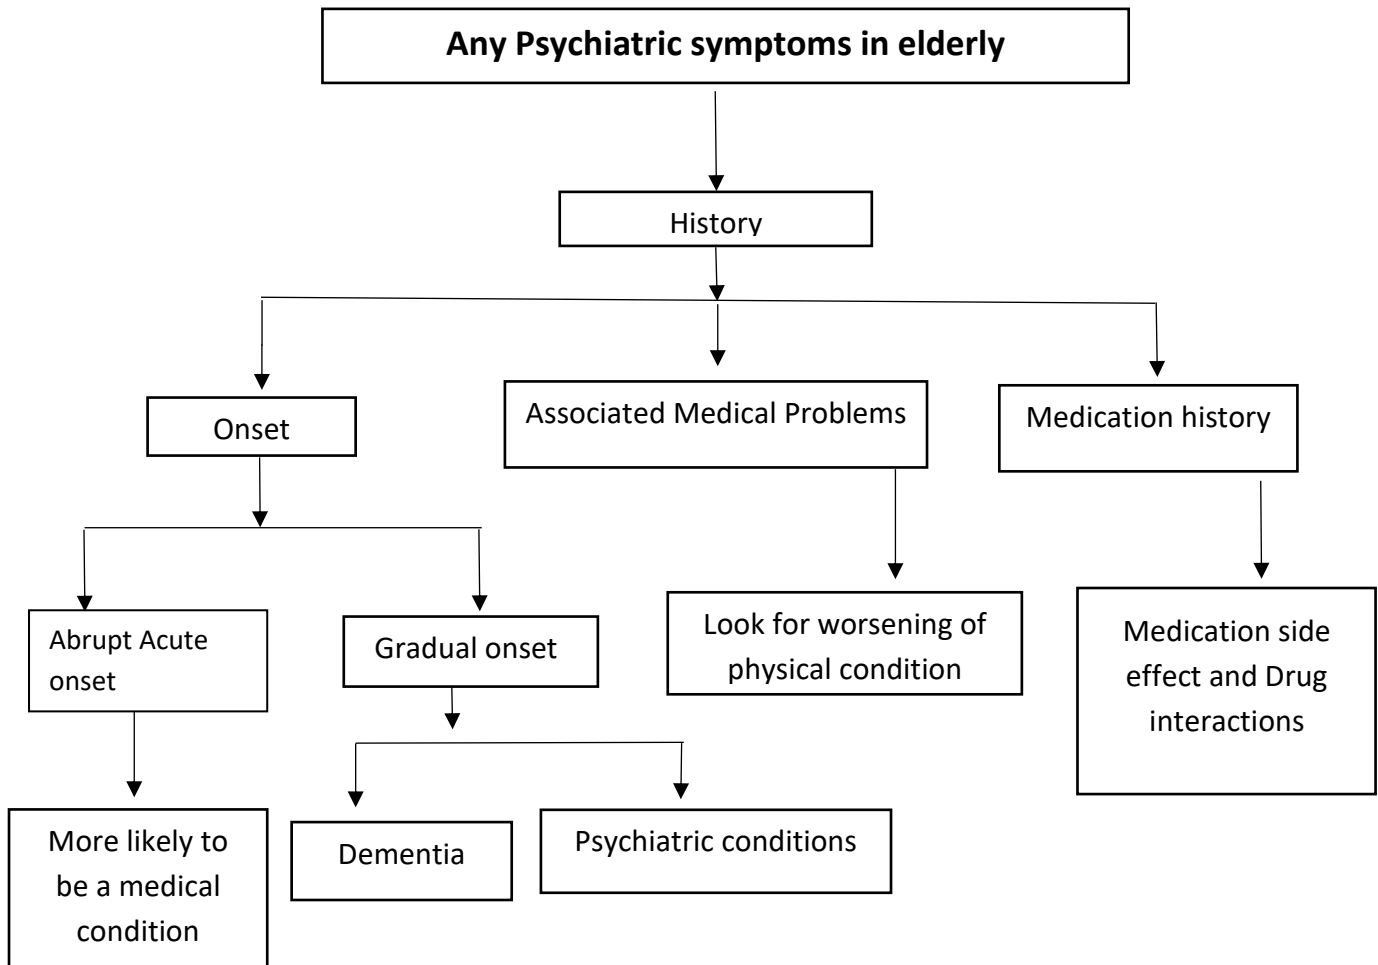 Any Psychiatric symptoms in elderly
History
Onset
Associated Medical Problems
Medication history
Abrupt Acute
onset
Gradual onset
Look for worsening of
physical condition
Medication side
effect and Drug
interactions
More likely to
be a medical
condition
Dementia
Psychiatric conditions